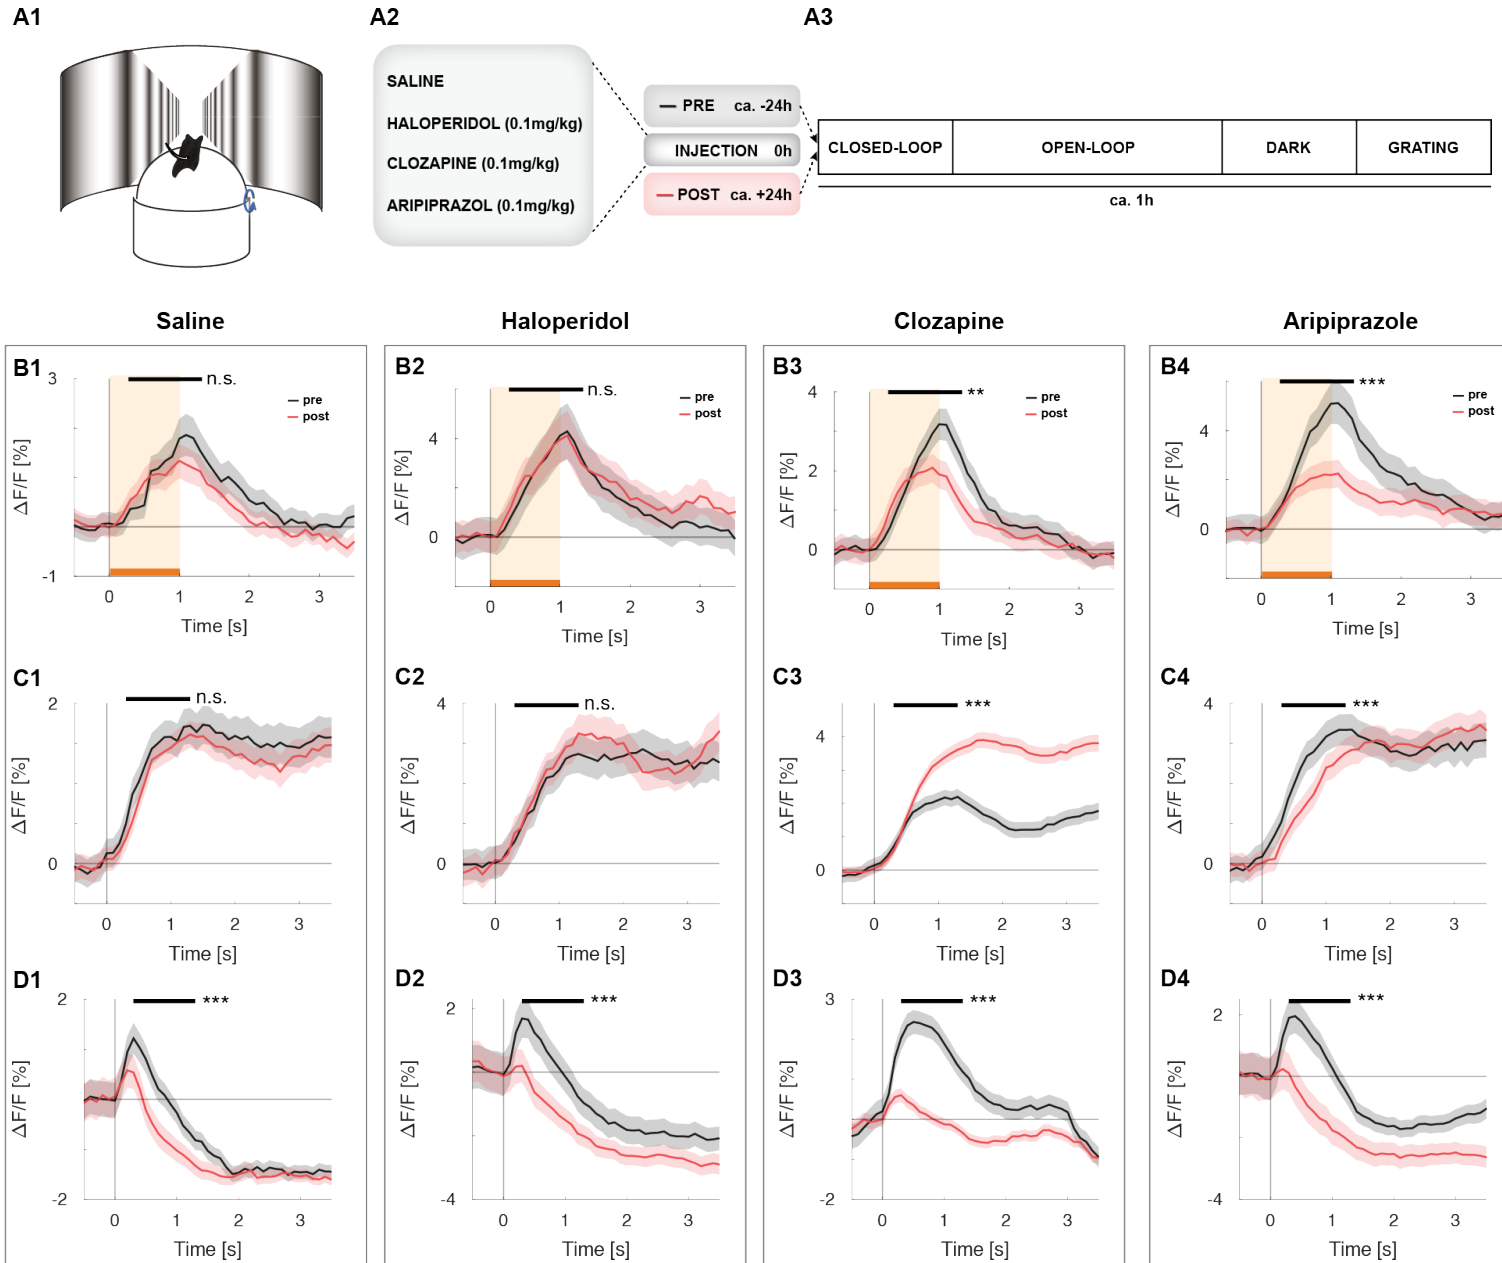 A1
A2
A3
SALINE
HALOPERIDOL (0.1mg/kg)
CLOZAPINE (0.1mg/kg)
ARIPIPRAZOL (0.1mg/kg)
PRE ca. -24h
INJECTION 0h
POST ca. +24h
CLOSED-LOOP OPEN-LOOP DARK GRATING
ca. 1h
Saline
Haloperidol
Clozapine
Aripiprazole
B1
3
n.s.
pre
post
ΔF/F [%]
-1
0 1 2 3
Time [s]
B2
n.s.
4
ΔF/F [%]
0
0 1 2 3
Time [s]
B3
4
**
pre
post
2
ΔF/F [%]
0
0 1 2 3
Time [s]
B4
***
pre
post
4
ΔF/F [%]
0
0 1 2 3
Time [s]
C1
2
n.s.
ΔF/F [%]
0
0 1 2 3
Time [s]
C2
4
n.s.
ΔF/F [%]
0
0 1 2 3
Time [s]
C3
***
4
ΔF/F [%]
0
0 1 2 3
Time [s]
C4
4
***
ΔF/F [%]
0
0 1 2 3
Time [s]
D1
2
***
ΔF/F [%]
-2
0 1 2 3
Time [s]
D2
2
***
ΔF/F [%]
-4
0 1 2 3
Time [s]
D3
3
***
ΔF/F [%]
-2
0 1 2 3
Time [s]
D4
2
***
ΔF/F [%]
-4
0 1 2 3
Time [s]